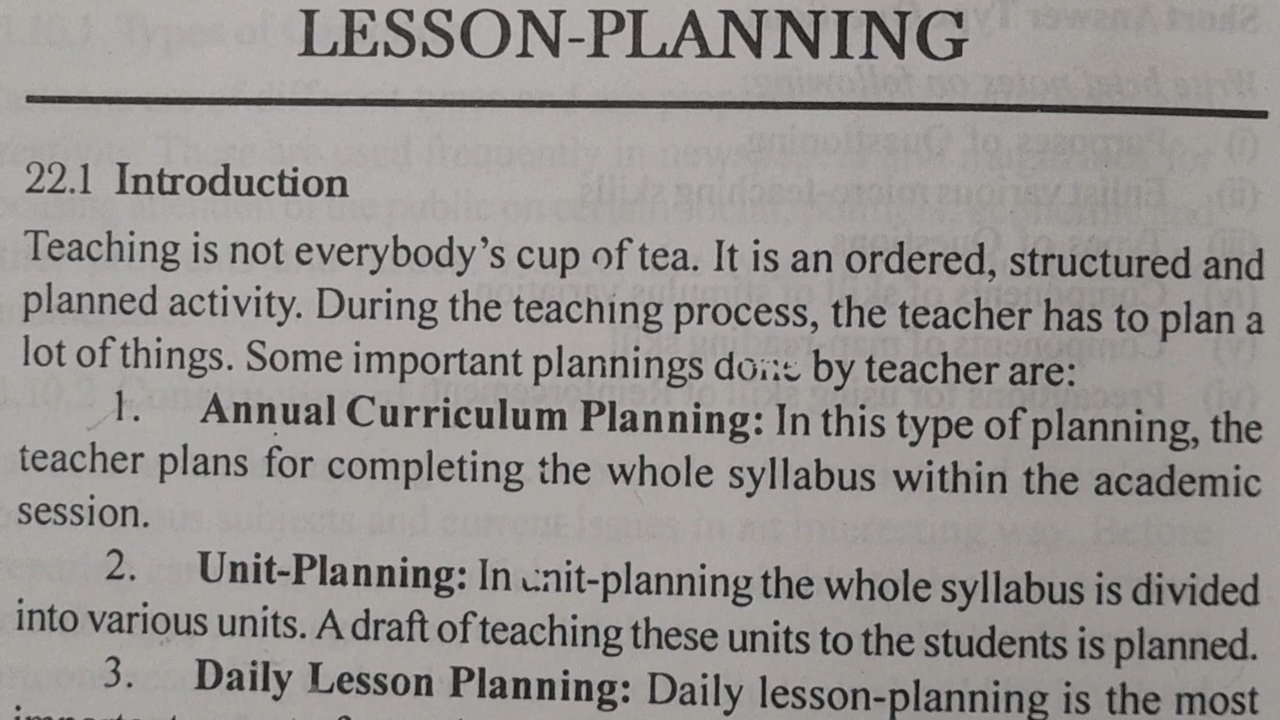 LESSON-PLANNING
22.1 Introduction
Teaching is not everybody's cup of tea. It is an ordered, structured and
planned activity. During the teaching process, the teacher has to plan a
lot of things. Some important plannings done by teacher are:
1. Annual Curriculum Planning: In this type of planning, the
teacher plans for completing the whole syllabus within the academic
session.
2. Unit-Planning: In unit-planning the whole syllabus is divided
into various units. A draft of teaching these units to the students is planned.
3. Daily Lesson Planning: Daily lesson-planning is the most